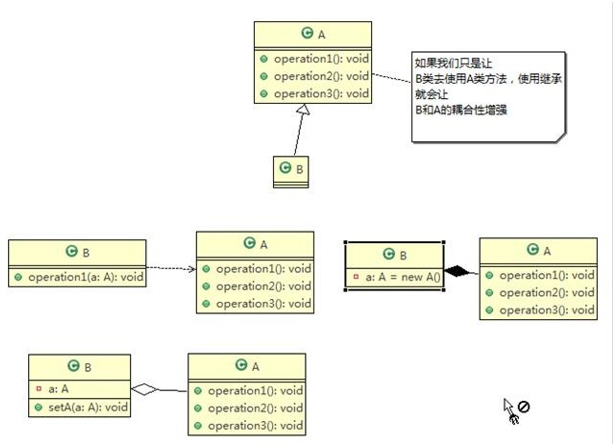 A
operation1(): void
operation2(): void
operation3(): void
如果我们只是让
B类去使用A类方法，使用继承
就会让
B和A的耦合性增强
B
B
operation1(a: A): void
A
operation1(): void
operation2(): void
operation3(): void
B
a: A = new A()
A
operation1(): void
operation2(): void
operation3(): void
B
a: A
setA(a: A): void
A
operation1(): void
operation2(): void
operation3(): void